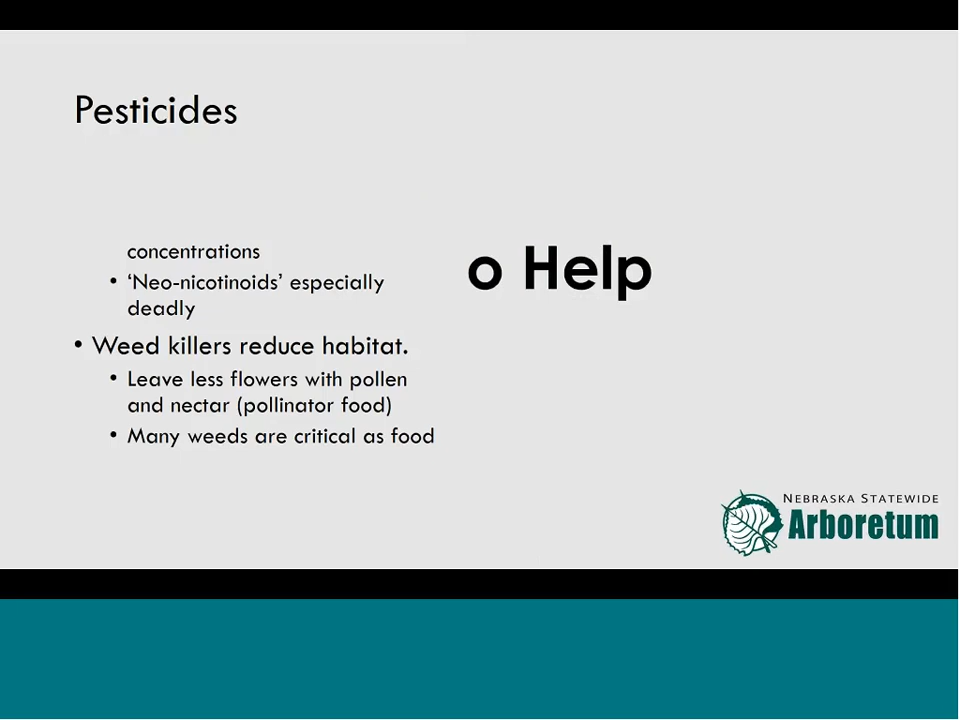 Pesticides
concentrations
• ‘Neo-nicotinoids’ especially
deadly
• Weed killers reduce habitat.
• Leave less flowers with pollen
and nectar (pollinator food)
• Many weeds are critical as food
o Help
NEBRASKA STATEWIDE
Arboretum